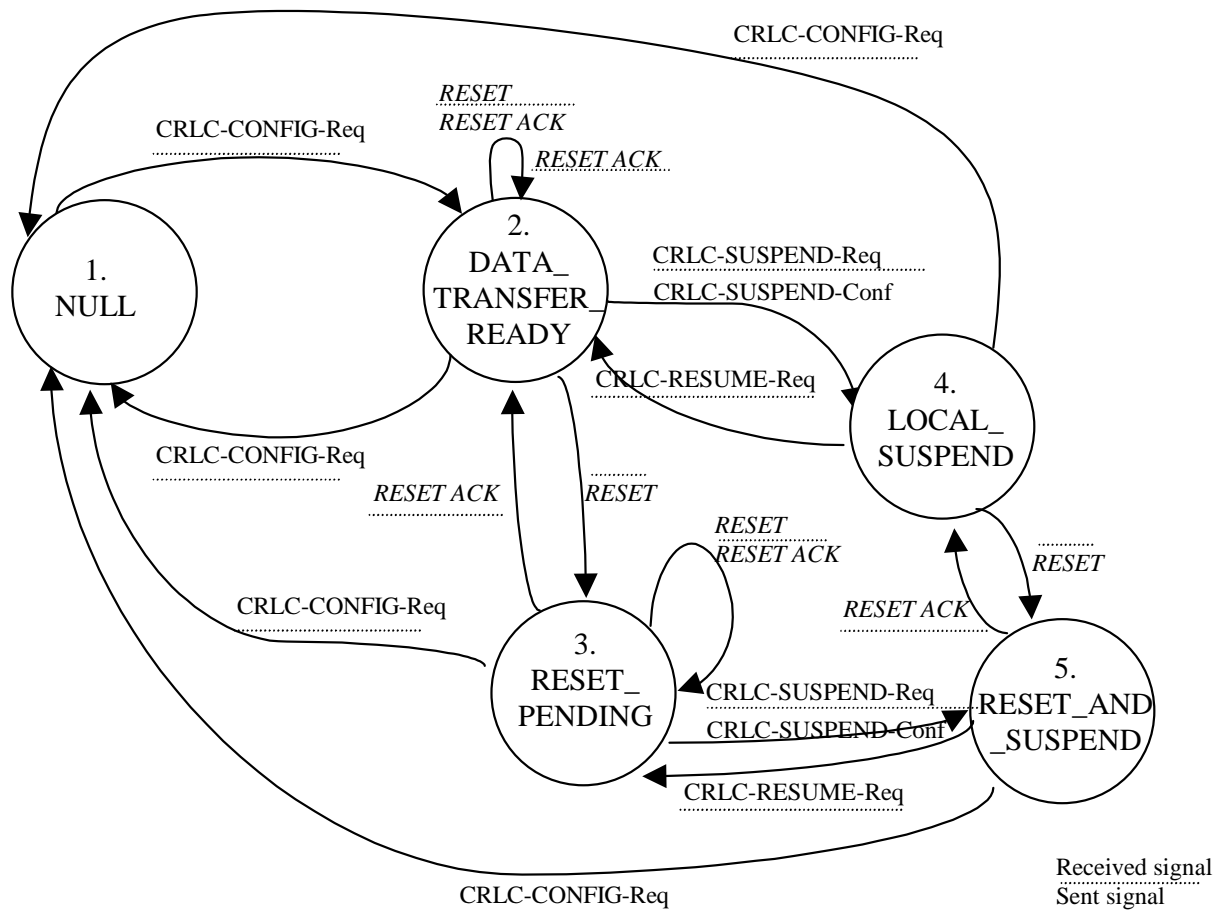 CRLC-CONFIG-Req
RESET
RESET ACK
CRLC-CONFIG-Req
RESET ACK
1.
NULL
2.
DATA_
TRANSFER_
READY
CRLC-SUSPEND-Req
CRLC-SUSPEND-Conf
CRLC-RESUME-Req
4.
LOCAL_
SUSPEND
CRLC-CONFIG-Req
RESET ACK
RESET
RESET
RESET ACK
RESET
CRLC-CONFIG-Req
RESET ACK
3.
RESET_
PENDING
CRLC-SUSPEND-Req
CRLC-SUSPEND-Conf
CRLC-RESUME-Req
5.
RESET_AND
_SUSPEND
CRLC-CONFIG-Req
Received signal
Sent signal